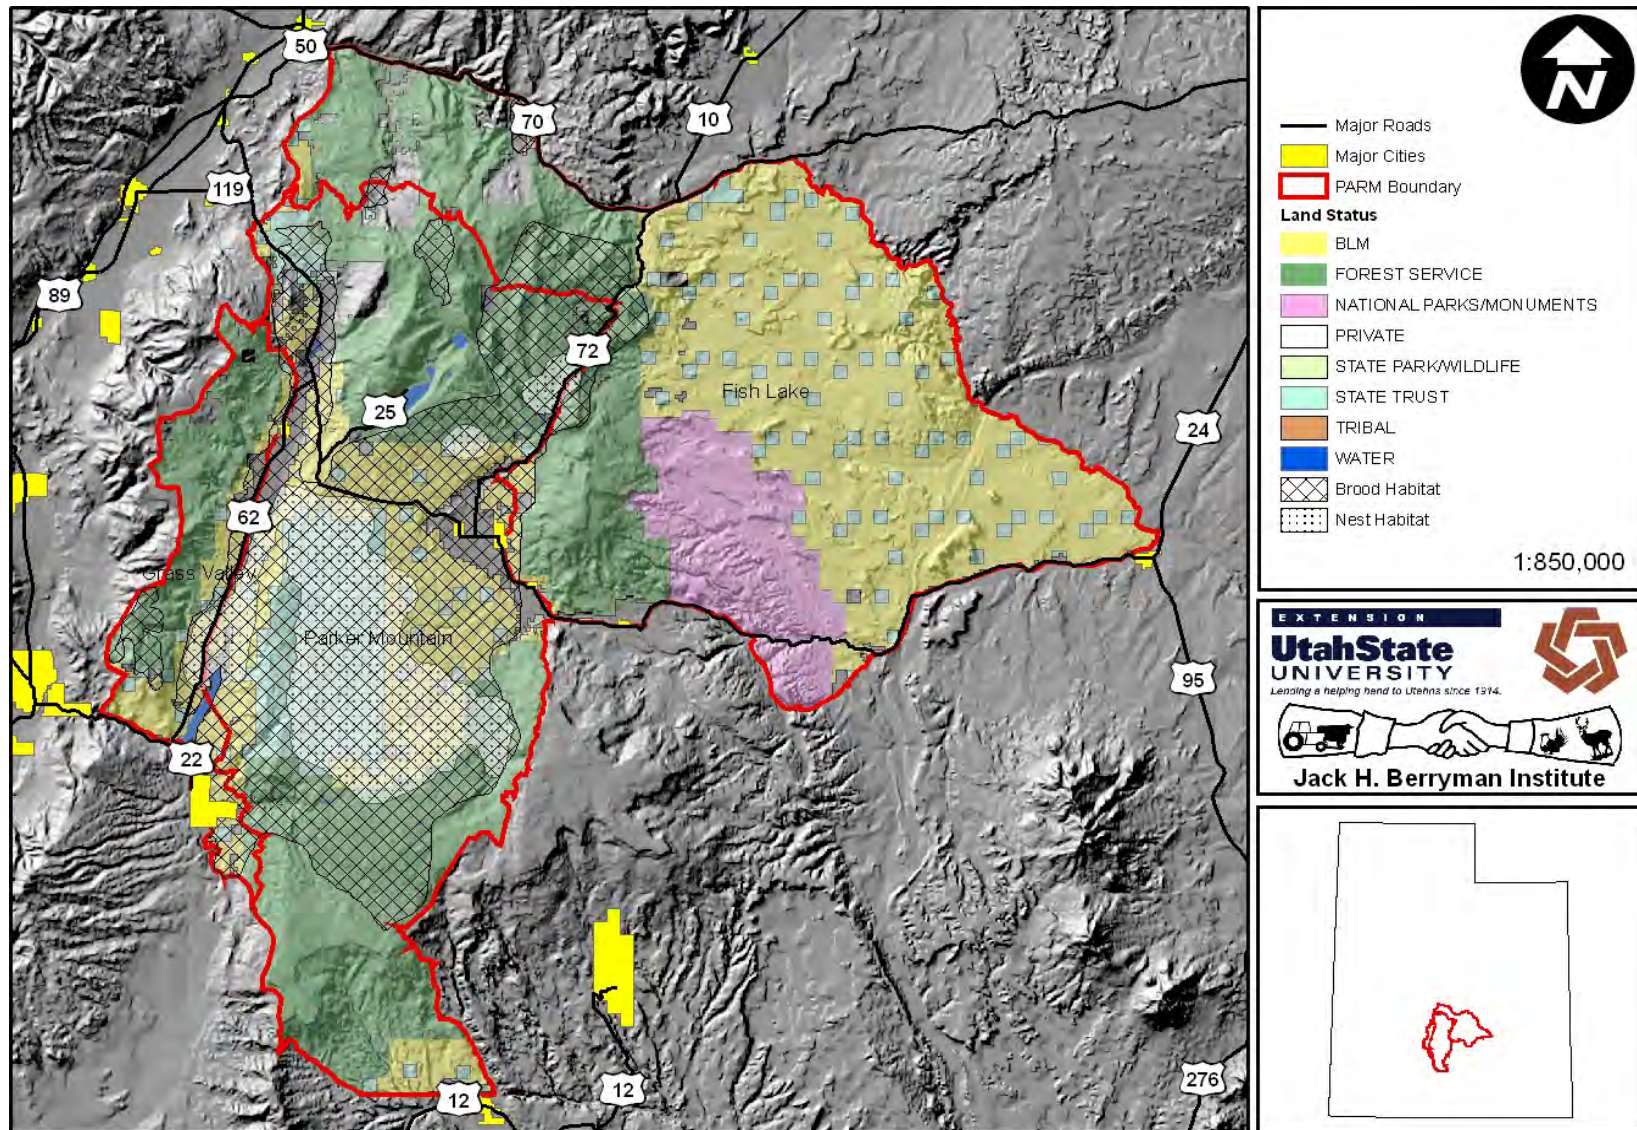 50
70
10
119
89
72
25
Fish Lake
24
62
Grass Valley
Parker Mountain
95
22
12
12
276
N
Major Roads
Major Cities
PARM Boundary
Land Status
BLM
FOREST SERVICE
NATIONAL PARKS/MONUMENTS
PRIVATE
STATE PARK/WILDLIFE
STATE TRUST
TRIBAL
WATER
Brood Habitat
Nest Habitat
1:850,000
EXTENSION
UtahState
UNIVERSITY
Lending a helping hand to Utahns since 1914.
Jack H. Berryman Institute